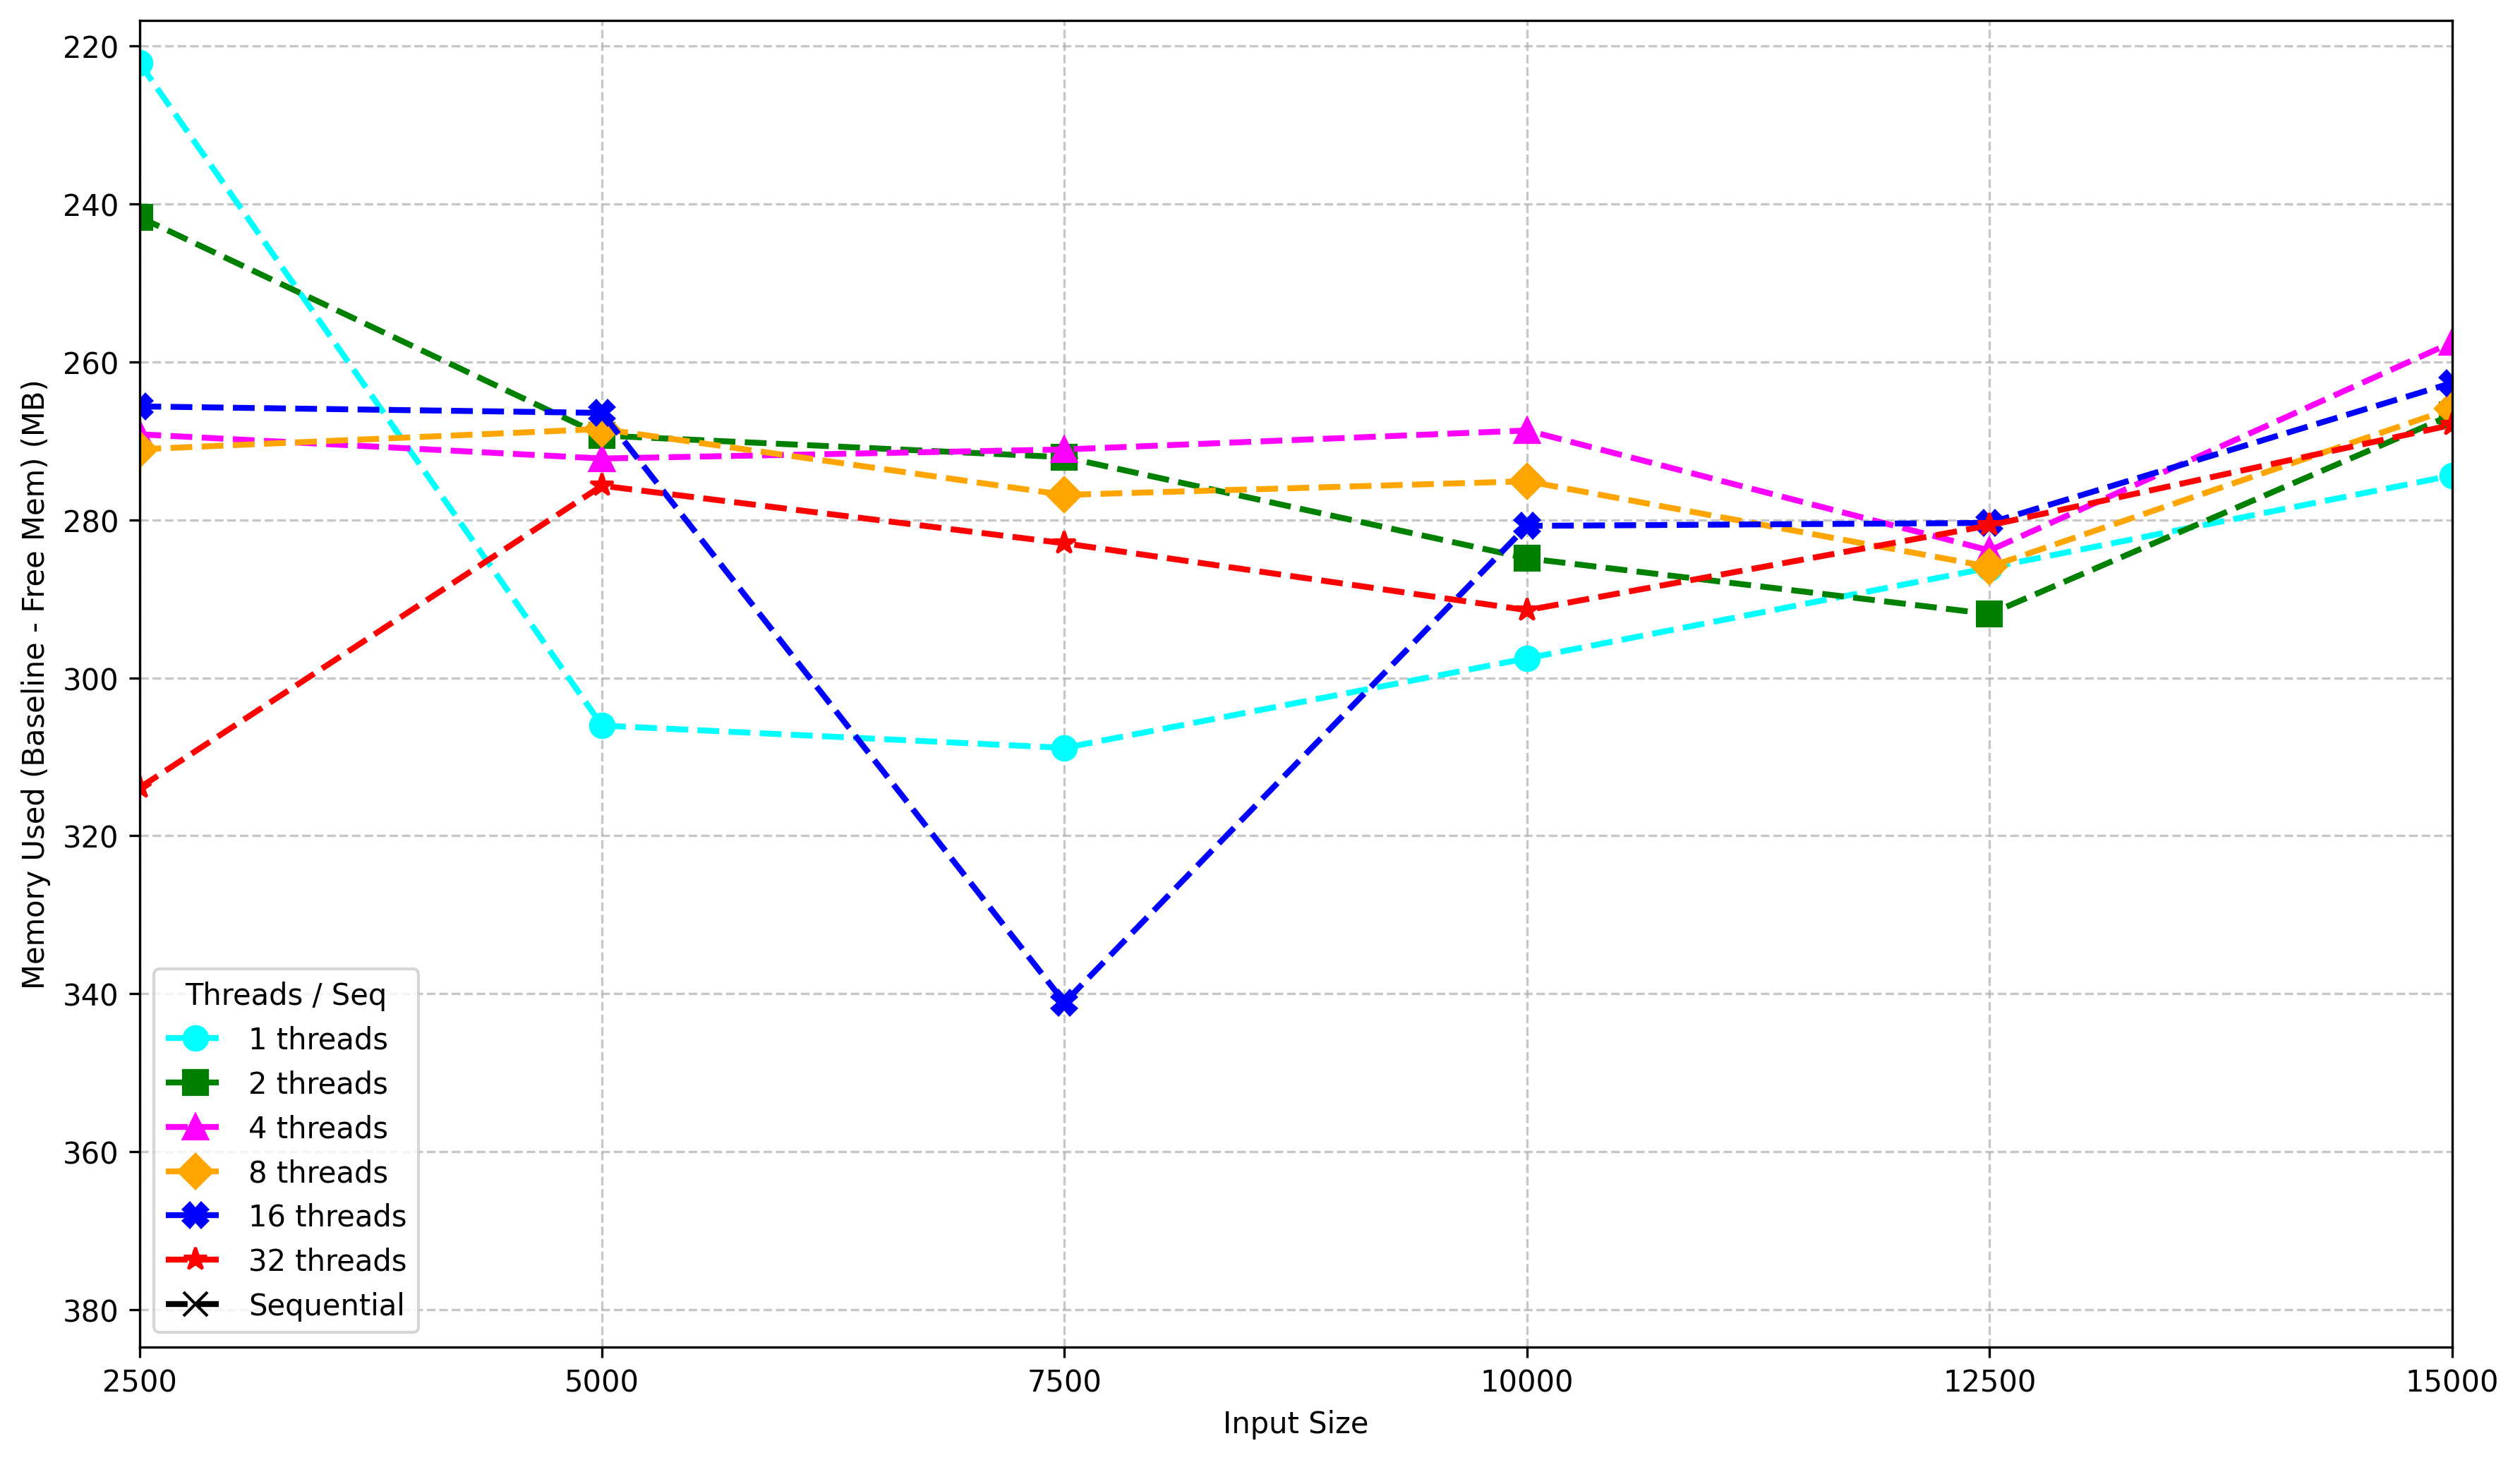 220
240
260
280
300
320
340
360
380
Memory Used (Baseline - Free Mem) (MB)
Threads / Seq
1 threads
2 threads
4 threads
8 threads
16 threads
32 threads
Sequential
2500
5000
7500
10000
12500
15000
Input Size